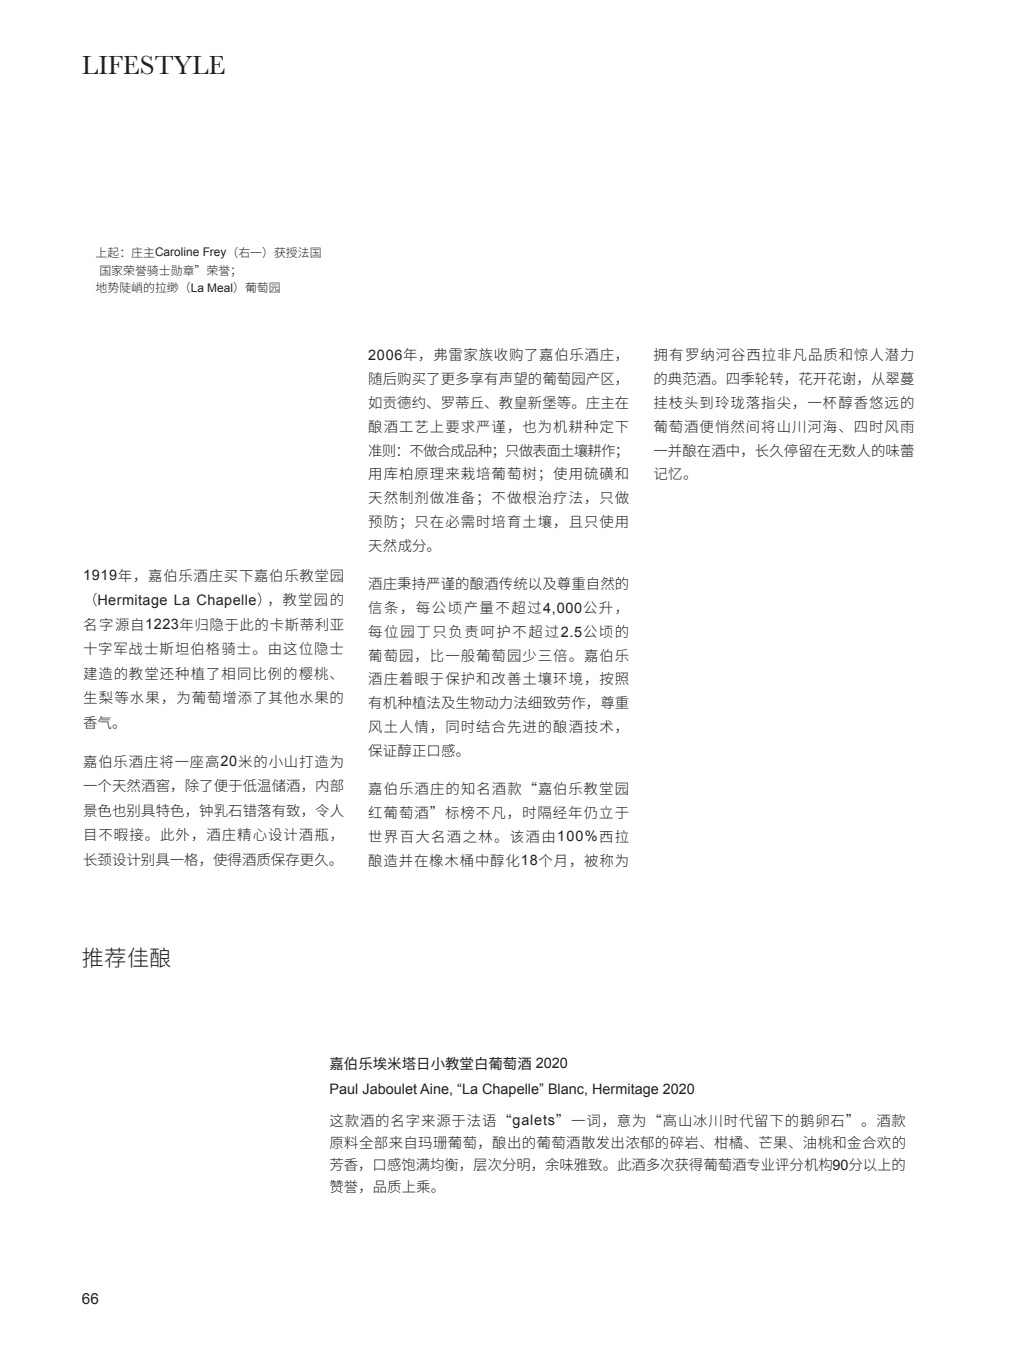 LIFESTYLE
上起：庄主Caroline Frey（右一）获授法国
国家荣誉骑士勋章”荣誉；
地势陡峭的拉缈（La Meal）葡萄园
1919年，嘉伯乐酒庄买下嘉伯乐教堂园
（Hermitage La Chapelle），教堂园的
名字源自1223年归隐于此的卡斯蒂利亚
十字军战士斯坦伯格骑士。由这位隐士
建造的教堂还种植了相同比例的樱桃、
生梨等水果，为葡萄增添了其他水果的
香气。
嘉伯乐酒庄将一座高20米的小山打造为
一个天然酒窖，除了便于低温储酒，内部
景色也别具特色，钟乳石错落有致，令人
目不暇接。此外，酒庄精心设计酒瓶，
长颈设计别具一格，使得酒质保存更久。
2006年，弗雷家族收购了嘉伯乐酒庄，
随后购买了更多享有声望的葡萄园产区，
如贡德约、罗蒂丘、教皇新堡等。庄主在
酿酒工艺上要求严谨，也为机耕种定下
准则：不做合成品种；只做表面土壤耕作；
用库柏原理来栽培葡萄树；使用硫磺和
天然制剂做准备；不做根治疗法，只做
预防；只在必需时培育土壤，且只使用
天然成分。
酒庄秉持严谨的酿酒传统以及尊重自然的
信条，每公顷产量不超过4,000公升，
每位园丁只负责呵护不超过2.5公顷的
葡萄园，比一般葡萄园少三倍。嘉伯乐
酒庄着眼于保护和改善土壤环境，按照
有机种植法及生物动力法细致劳作，尊重
风土人情，同时结合先进的酿酒技术，
保证醇正口感。
嘉伯乐酒庄的知名酒款“嘉伯乐教堂园
红葡萄酒”标榜不凡，时隔经年仍立于
世界百大名酒之林。该酒由100%西拉
酿造并在橡木桶中醇化18个月，被称为
拥有罗纳河谷西拉非凡品质和惊人潜力
的典范酒。四季轮转，花开花谢，从翠蔓
挂枝头到玲珑落指尖，一杯醇香悠远的
葡萄酒便悄然间将山川河海、四时风雨
一并酿在酒中，长久停留在无数人的味蕾
记忆。
推荐佳酿
嘉伯乐埃米塔日小教堂白葡萄酒 2020
Paul Jaboulet Aine, “La Chapelle” Blanc, Hermitage 2020
这款酒的名字来源于法语“galets”一词，意为“高山冰川时代留下的鹅卵石”。酒款
原料全部来自玛珊葡萄，酿出的葡萄酒散发出浓郁的碎岩、柑橘、芒果、油桃和金合欢的
芳香，口感饱满均衡，层次分明，余味雅致。此酒多次获得葡萄酒专业评分机构90分以上的
赞誉，品质上乘。
66